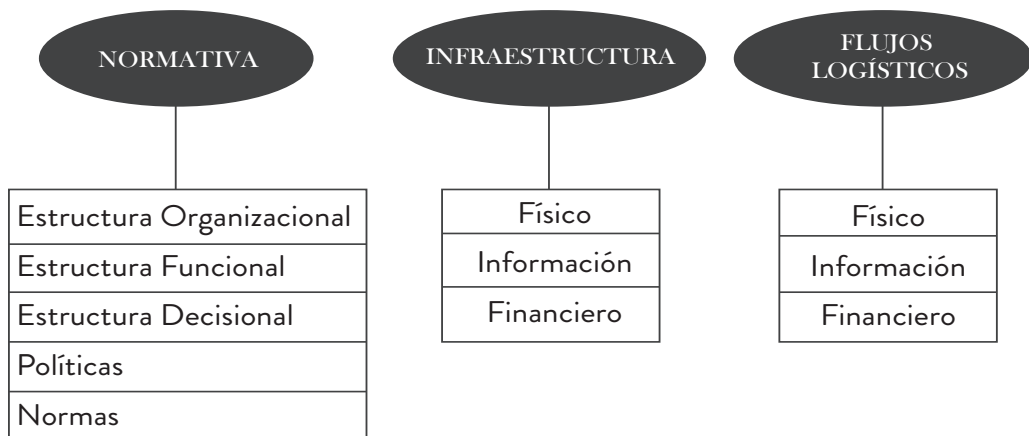 NORMATIVA
INFRAESTRUCTURA
FLUJOS
LOGÍSTICOS
Estructura Organizacional
Estructura Funcional
Estructura Decisional
Políticas
Normas
Físico
Información
Financiero
Físico
Información
Financiero